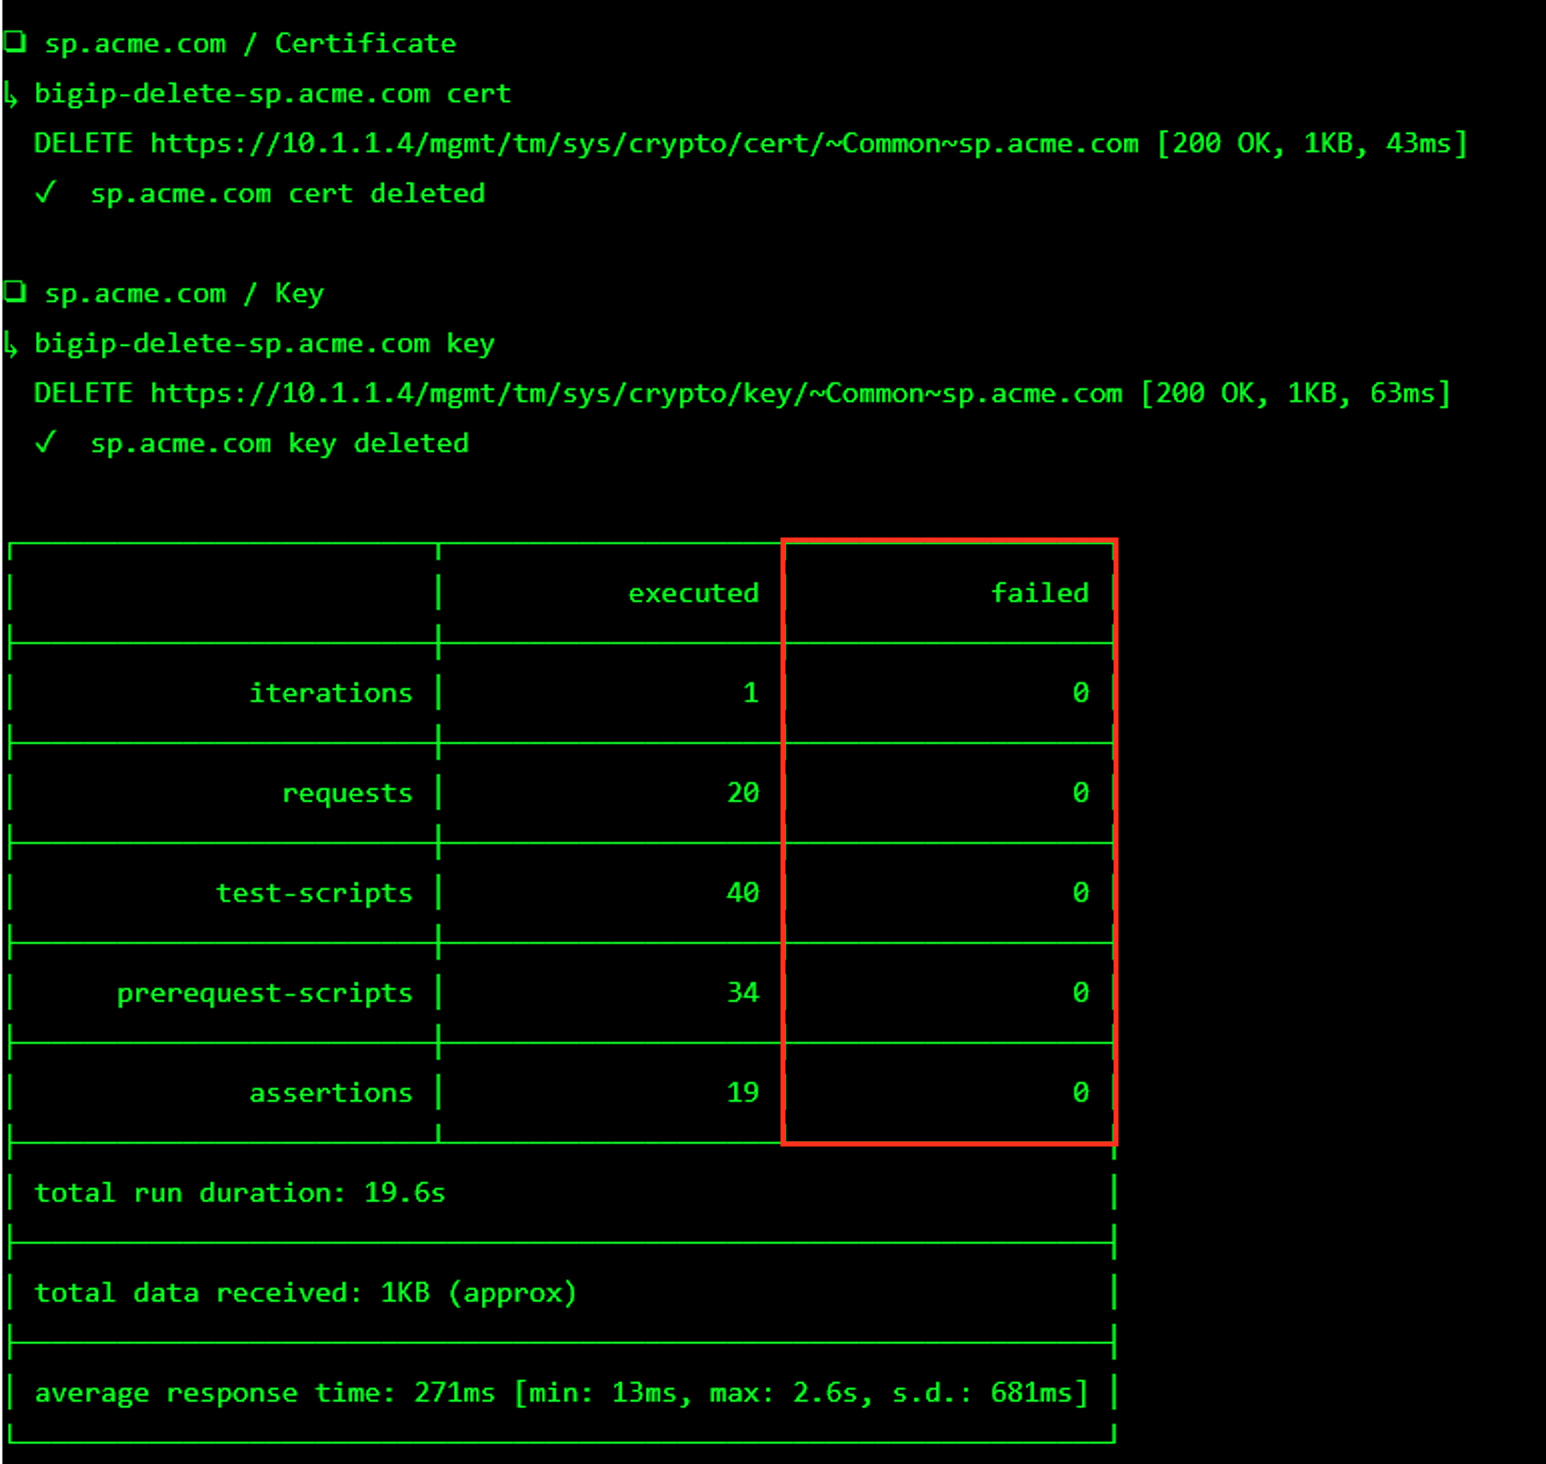 ❏ sp.acme.com / Certificate
↳ bigip-delete-sp.acme.com cert
DELETE https://10.1.1.4/mgmt/tm/sys/crypto/cert/~Common~sp.acme.com [200 OK, 1KB, 43ms]
✓ sp.acme.com cert deleted
❏ sp.acme.com / Key
↳ bigip-delete-sp.acme.com key
DELETE https://10.1.1.4/mgmt/tm/sys/crypto/key/~Common~sp.acme.com [200 OK, 1KB, 63ms]
✓ sp.acme.com key deleted
executed failed
iterations 1 0
requests 20 0
test-scripts 40 0
prerequest-scripts 34 0
assertions 19 0
total run duration: 19.6s
total data received: 1KB (approx)
average response time: 271ms [min: 13ms, max: 2.6s, s.d.: 681ms]